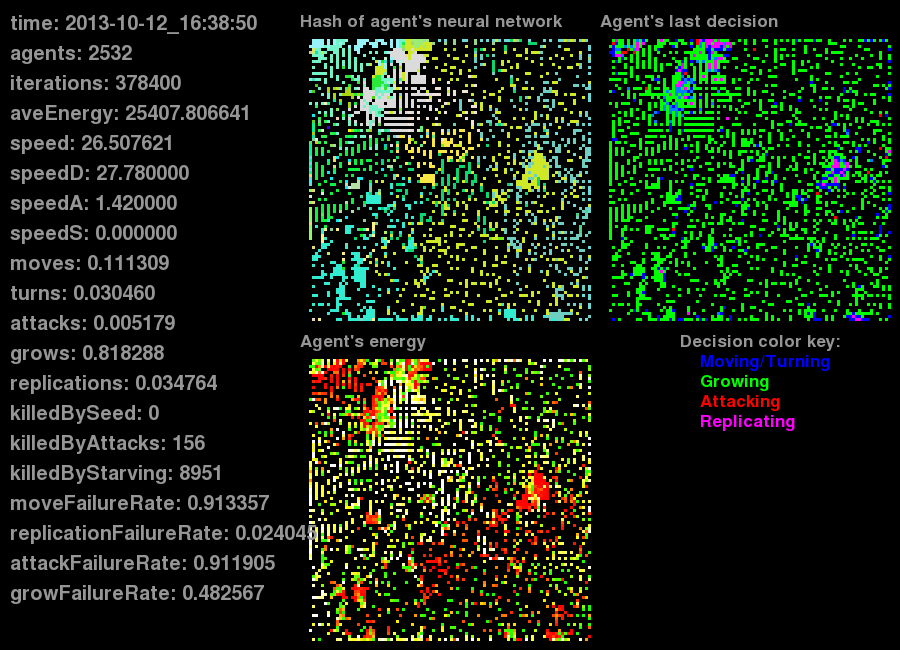 time: 2013-10-12_16:38:50
agents: 2532
iterations: 378400
aveEnergy: 25407.806641
speed: 26.507621
speedD: 27.780000
speedA: 1.420000
speedS: 0.000000
moves: 0.111309
turns: 0.030460
attacks: 0.005179
grows: 0.818288
replications: 0.034764
killedBySeed: 0
killedByAttacks: 156
killedByStarving: 8951
moveFailureRate: 0.913357
replicationFailureRate: 0.024045
attackFailureRate: 0.911905
growFailureRate: 0.482567
Hash of agent's neural network
Agent's last decision
Agent's energy
Decision color key:
Moving/Turning
Growing
Attacking
Replicating